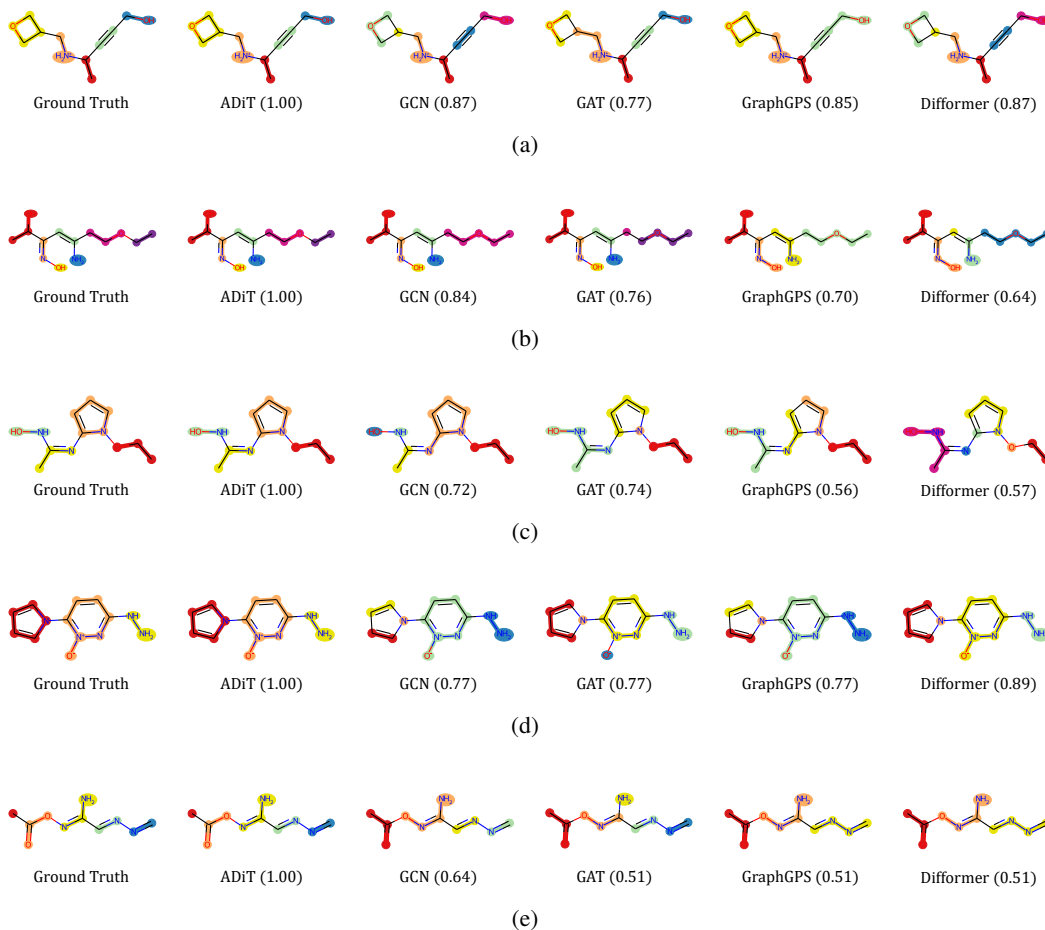 Ground Truth ADiT (1.00) GCN (0.87) GAT (0.77) GraphGPS (0.85) Difformer (0.87)
(a)
Ground Truth ADiT (1.00) GCN (0.84) GAT (0.76) GraphGPS (0.70) Difformer (0.64)
(b)
Ground Truth ADiT (1.00) GCN (0.72) GAT (0.74) GraphGPS (0.56) Difformer (0.57)
(c)
Ground Truth ADiT (1.00) GCN (0.77) GAT (0.77) GraphGPS (0.77) Difformer (0.89)
(d)
Ground Truth ADiT (1.00) GCN (0.64) GAT (0.51) GraphGPS (0.51) Difformer (0.51)
(e)